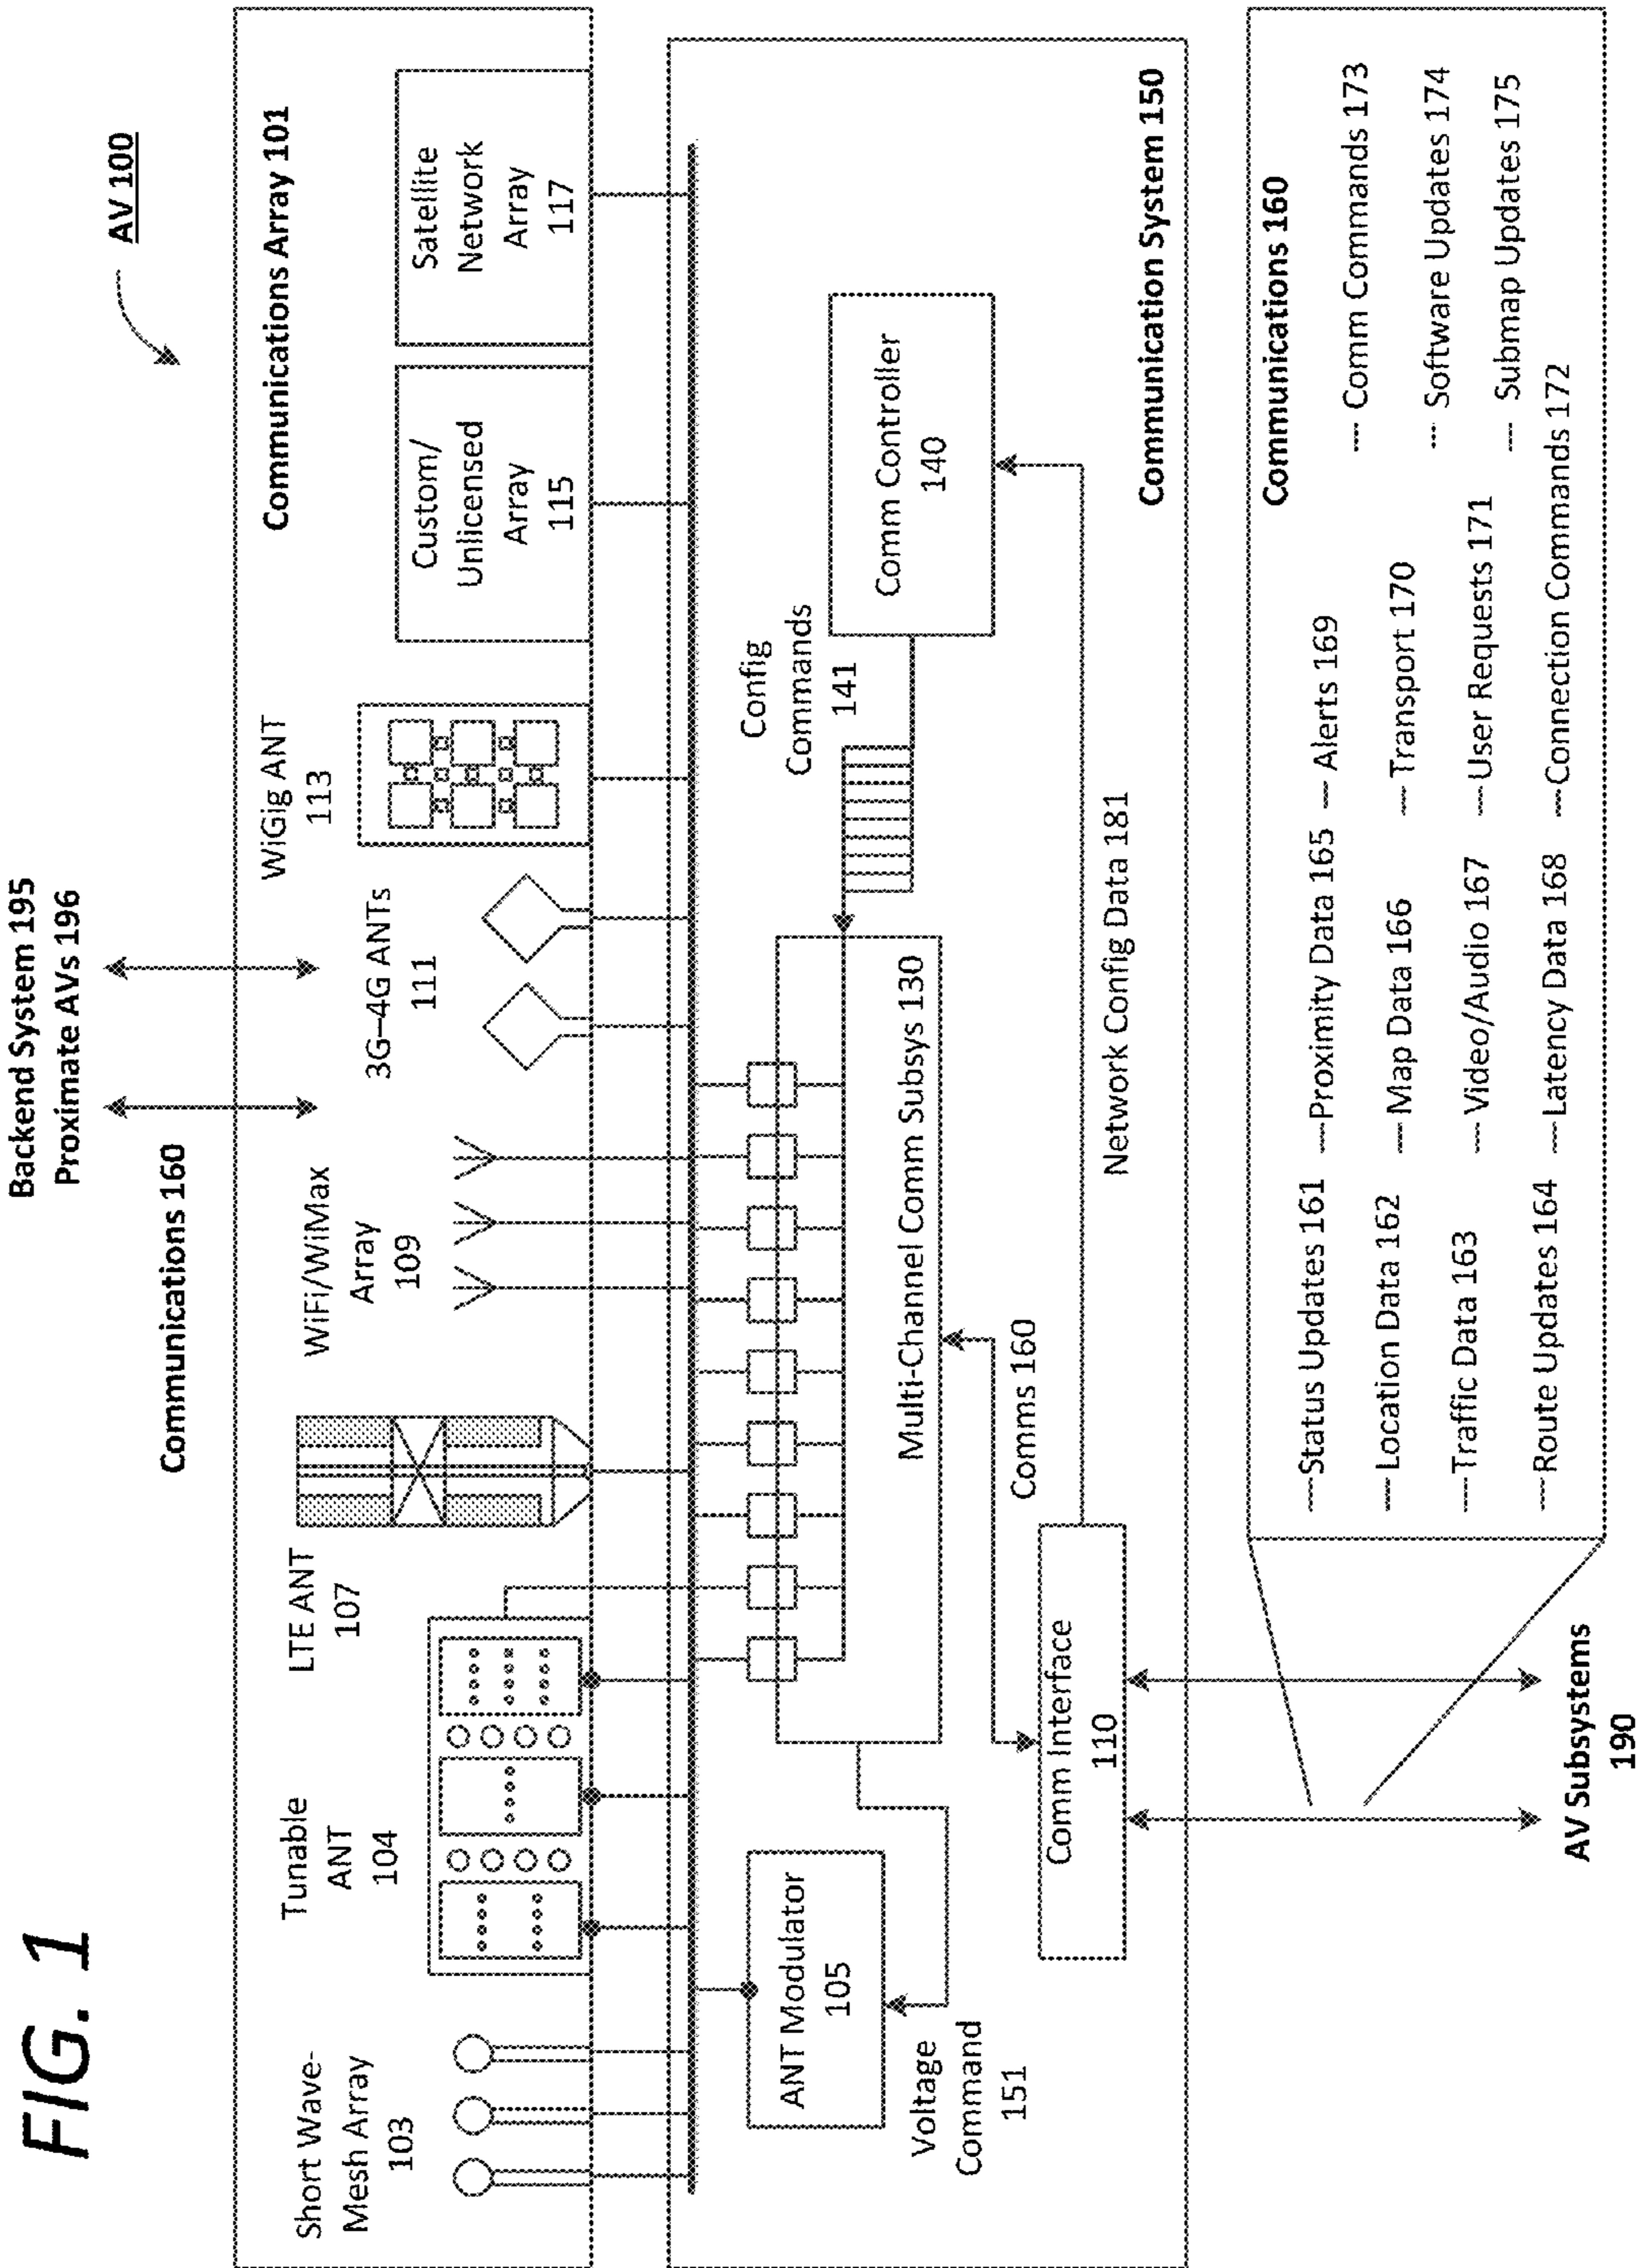 FIG. 1
Backend System 195
Proximate AVs 196
AV 100
Communications 160
Communications Array 101
Short Wave-
Mesh Array
103
Tunable
ANT
104
LTE ANT
107
WiFi/WiMax
Array
109
3G–4G ANTs
111
WiGig ANT
113
Custom/
Unlicensed
Array
115
Satellite
Network
Array
117
ANT Modulator
105
Voltage
Command
151
Multi-Channel Comm Subsys 130
Config
Commands
141
Comm Controller
140
Comms 160
Network Config Data 181
Comm Interface
110
Communication System 150
AV Subsystems
190
Communications 160
---Status Updates 161
---Location Data 162
---Traffic Data 163
---Route Updates 164
---Proximity Data 165
---Map Data 166
---Video/Audio 167
---Latency Data 168
---Alerts 169
---Transport 170
---User Requests 171
---Connection Commands 172
---Comm Commands 173
---Software Updates 174
---Submap Updates 175